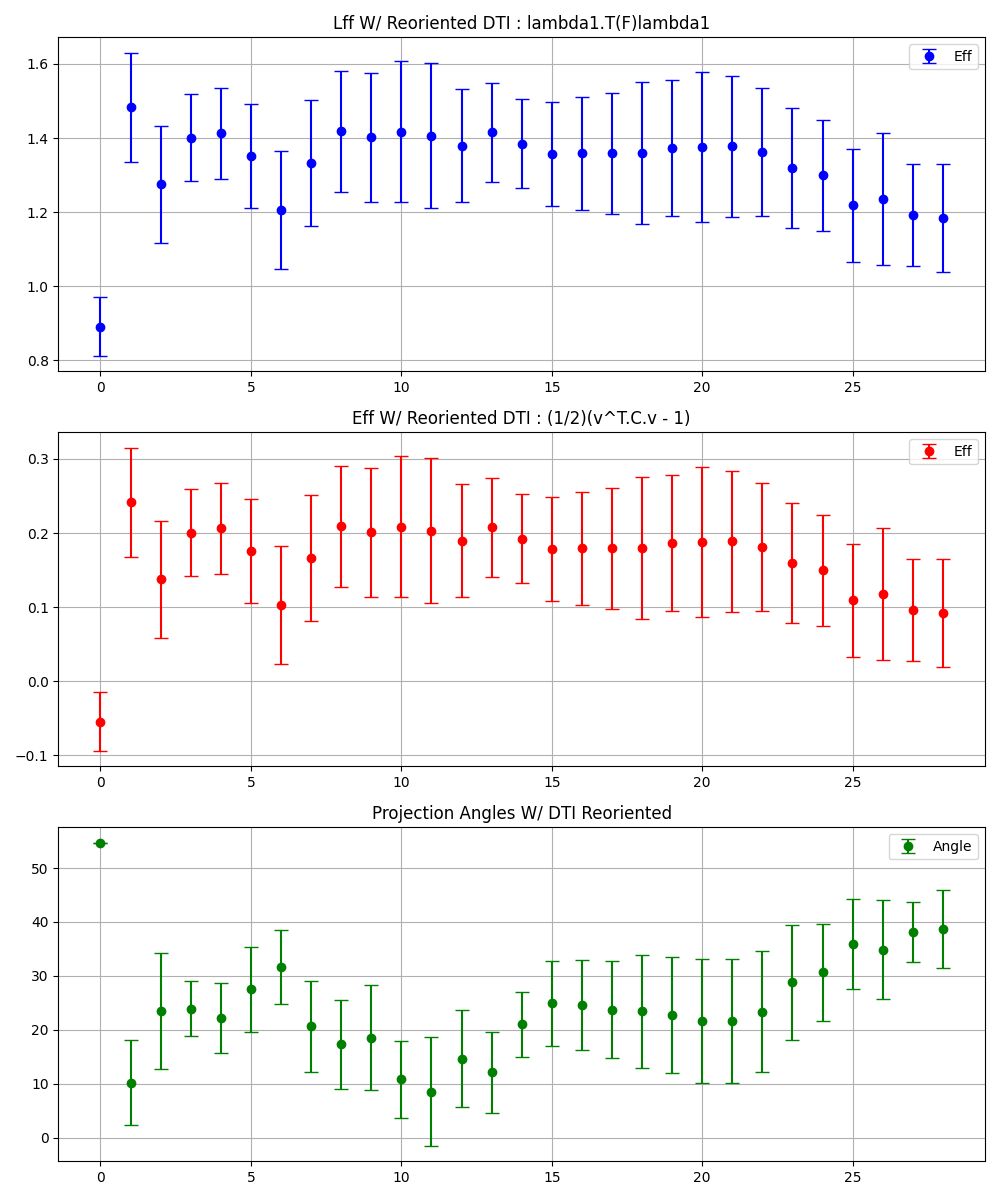 Lff W/ Reoriented DTI : lambda1.T(F)lambda1
Eff
1.6
1.4
1.2
1.0
0.8
0 5 10 15 20 25
Eff W/ Reoriented DTI : (1/2)(v^T.C.v - 1)
Eff
0.3
0.2
0.1
0.0
−0.1
0 5 10 15 20 25
Projection Angles W/ DTI Reoriented
Angle
50
40
30
20
10
0
0 5 10 15 20 25